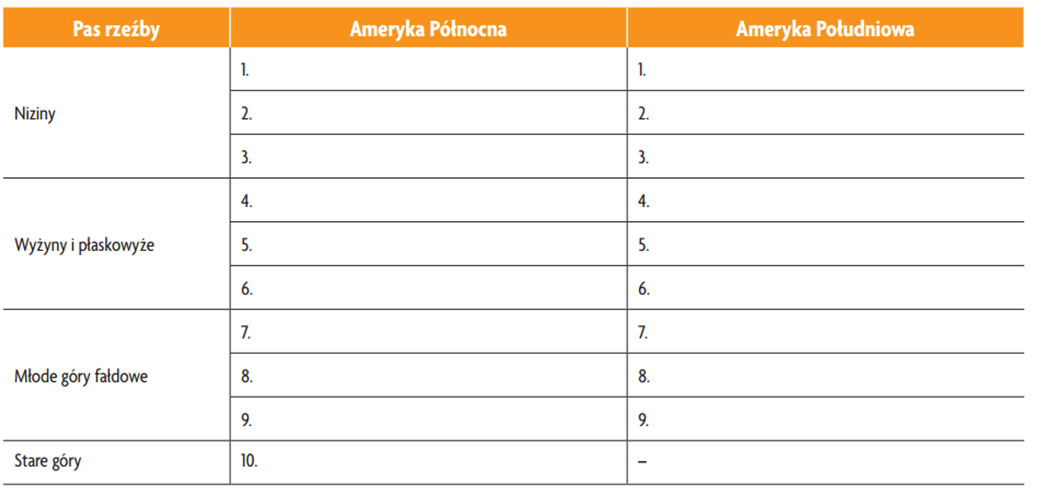 Pas rzeźby Ameryka Północna Ameryka Południowa
1. 1.
Niziny 2. 2.
3. 3.
4. 4.
Wyżyny i płaskowyże 5. 5.
6. 6.
7. 7.
Młode góry fałdowe 8. 8.
9. 9.
Stare góry 10. –